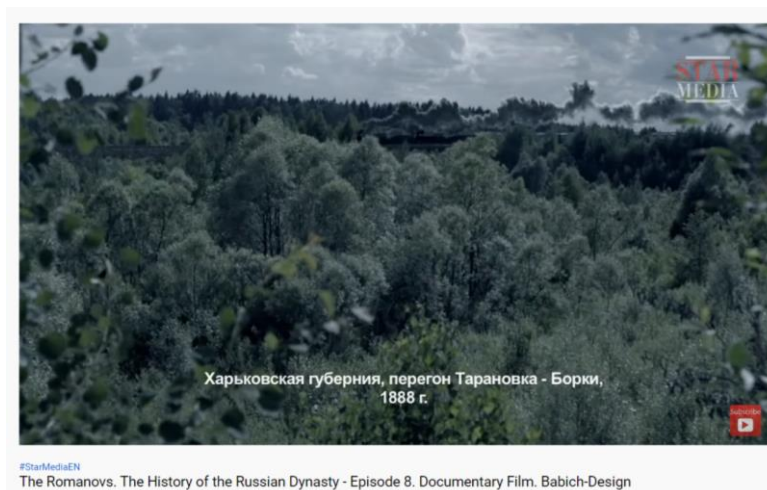 STAR
MEDIA
Харьковская губерния, перегон Тарановка - Борки,
1888 г.
Subscribe
#StarMediaEN
The Romanovs. The History of the Russian Dynasty - Episode 8. Documentary Film. Babich-Design